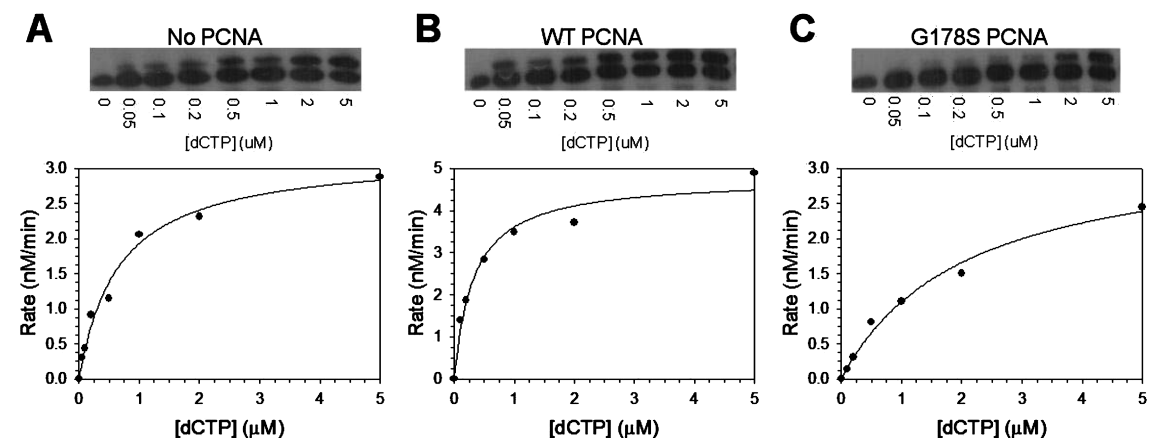 A
No PCNA
0 0.05 0.1 0.2 0.5 1 2 5
[dCTP] (uM)
3.0
2.5
2.0
1.5
1.0
0.5
0.0
Rate (nM/min)
0 1 2 3 4 5
[dCTP] (μM)
B
WT PCNA
0 0.05 0.1 0.2 0.5 1 2 5
[dCTP] (uM)
5
4
3
2
1
0
Rate (nM/min)
0 1 2 3 4 5
[dCTP] (μM)
C
G178S PCNA
0 0.05 0.1 0.2 0.5 1 2 5
[dCTP] (uM)
3.0
2.5
2.0
1.5
1.0
0.5
0.0
Rate (nM/min)
0 1 2 3 4 5
[dCTP] (μM)